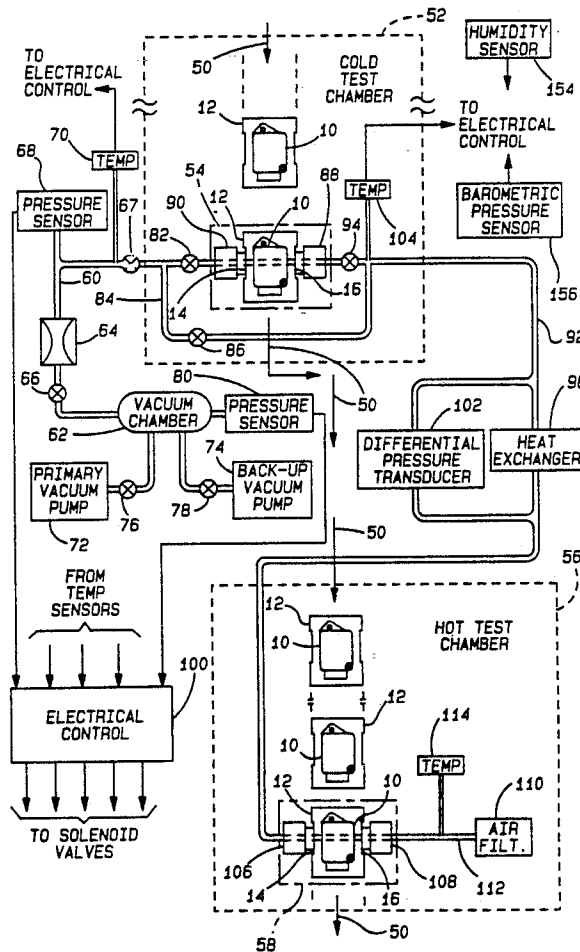 52
50
HUMIDITY
SENSOR
154
TO
ELECTRICAL
CONTROL
COLD
TEST
CHAMBER
12
10
70
TEMP
TO
ELECTRICAL
CONTROL
68
PRESSURE
SENSOR
67
54
12
10
88
90
82
94
TEMP
104
BAROMETRIC
PRESSURE
SENSOR
156
60
84
14
16
86
92
64
66
80
50
98
VACUUM
CHAMBER
62
PRESSURE
SENSOR
102
DIFFERENTIAL
PRESSURE
TRANSDUCER
HEAT
EXCHANGER
74
PRIMARY
VACUUM
PUMP
72
76
78
BACK-UP
VACUUM
PUMP
50
56
FROM
TEMP
SENSORS
12
10
HOT TEST
CHAMBER
100
ELECTRICAL
CONTROL
12
10
114
TEMP
12
10
110
AIR
FILT.
TO SOLENOID
VALVES
106
14
16
108
112
58
50